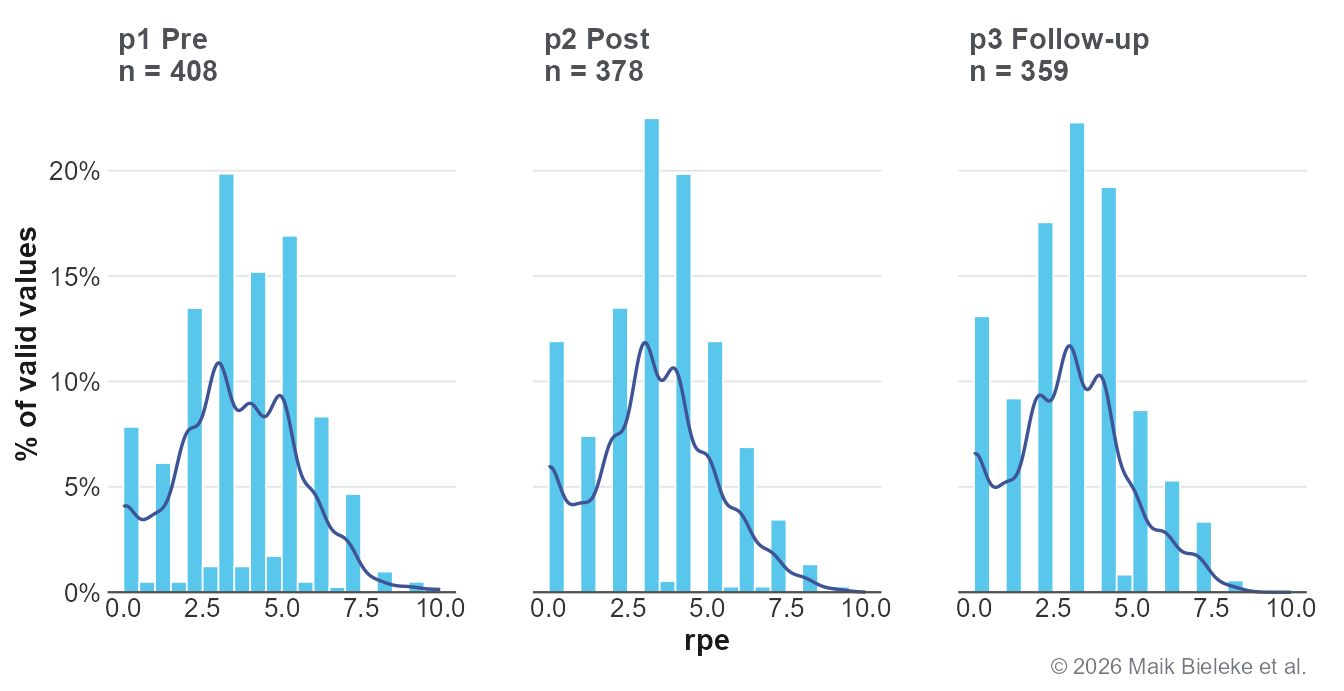 p1 Pre
n = 408
p2 Post
n = 378
p3 Follow-up
n = 359
% of valid values
20%
15%
10%
5%
0%
0.0 2.5 5.0 7.5 10.0
0.0 2.5 5.0 7.5 10.0
0.0 2.5 5.0 7.5 10.0
rpe
© 2026 Maik Bieleke et al.